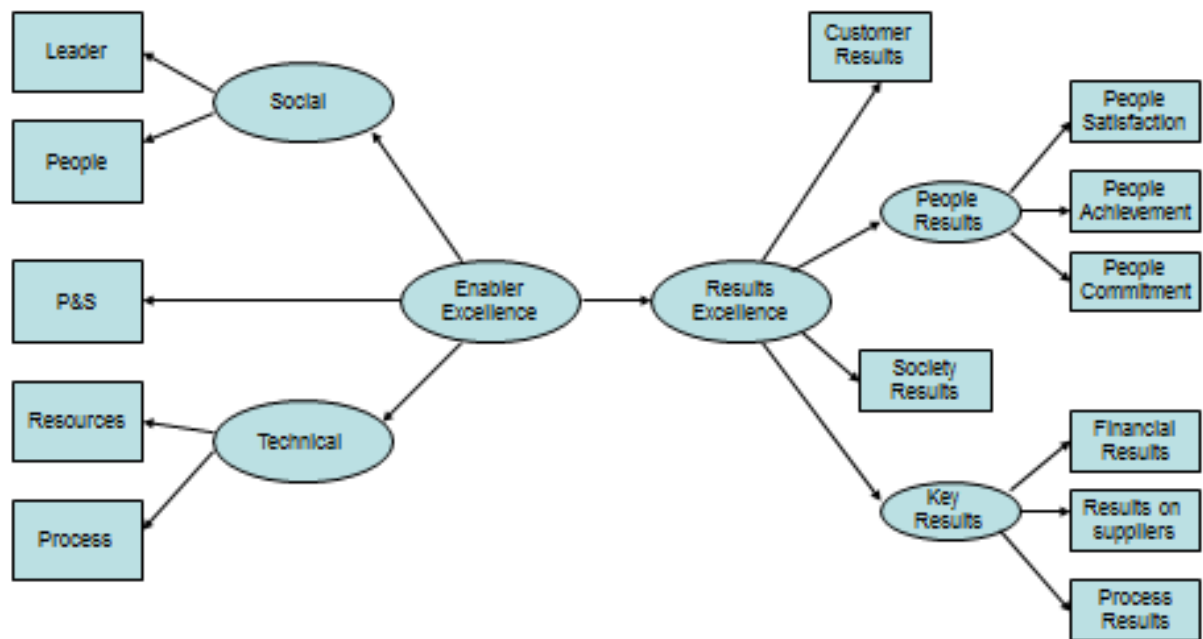 Leader
Social
People
P&S
Enabler
Excellence
Resources
Technical
Process
Customer
Results
People
Satisfaction
People
Results
People
Achievement
People
Commitment
Results
Excellence
Society
Results
Financial
Results
Key
Results
Results on
suppliers
Process
Results